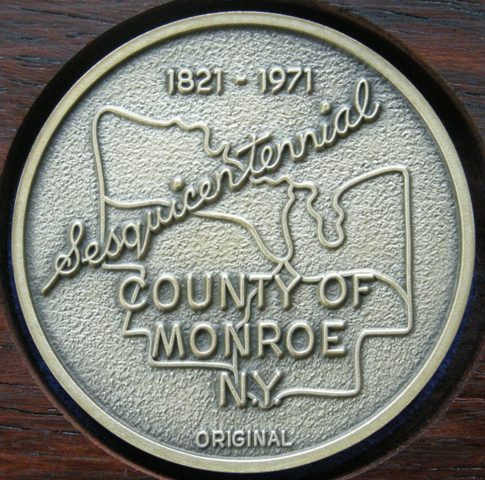 1821 - 1971
Sesquicentennial
COUNTY OF
MONROE
N.Y.
ORIGINAL